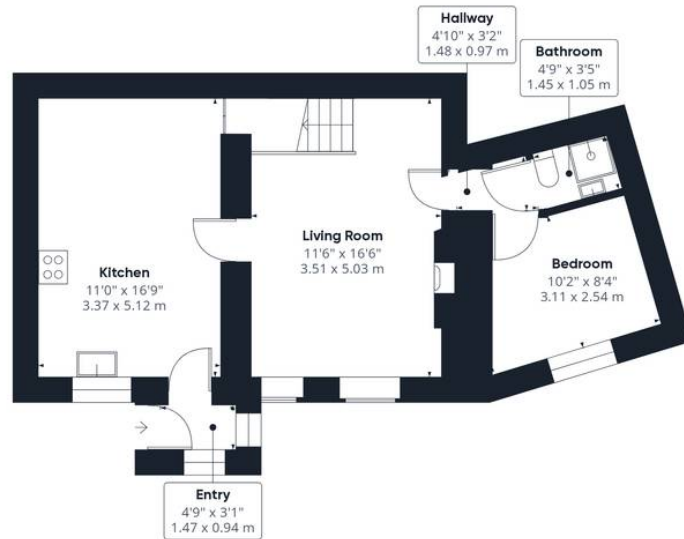 Hallway
4'10" x 3'2"
1.48 x 0.97 m
Bathroom
4'9" x 3'5"
1.45 x 1.05 m
Living Room
11'6" x 16'6"
3.51 x 5.03 m
Kitchen
11'0" x 16'9"
3.37 x 5.12 m
Bedroom
10'2" x 8'4"
3.11 x 2.54 m
Entry
4'9" x 3'1"
1.47 x 0.94 m